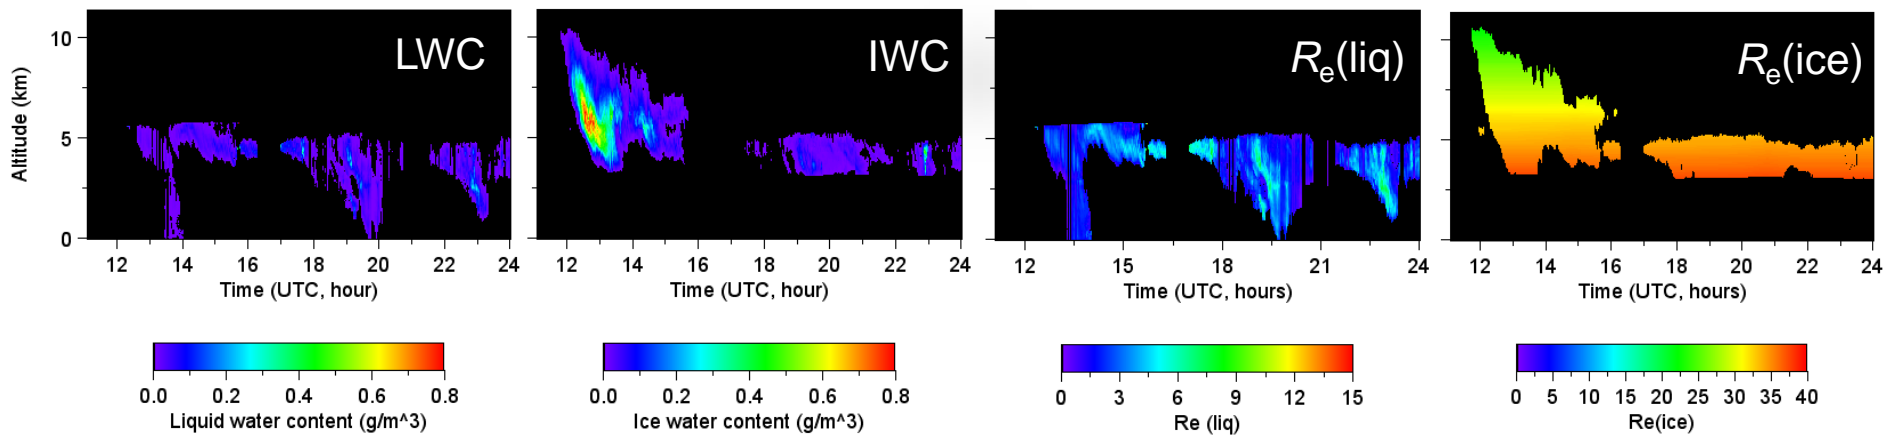 LWC
IWC
Re(liq)
Re(ice)
Altitude (km)
10
5
0
12 14 16 18 20 22 24
Time (UTC, hour)
12 14 16 18 20 22 24
Time (UTC, hour)
12 15 18 21 24
Time (UTC, hours)
12 14 16 18 20 22 24
Time (UTC, hours)
0.0 0.2 0.4 0.6 0.8
Liquid water content (g/m^3)
0.0 0.2 0.4 0.6 0.8
Ice water content (g/m^3)
0 3 6 9 12 15
Re (liq)
0 5 10 15 20 25 30 35 40
Re(ice)